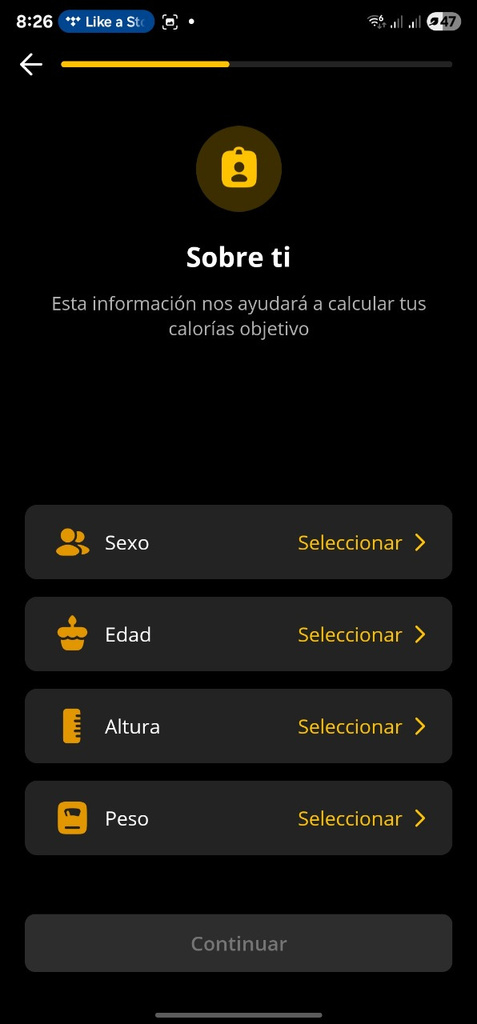 8:26 Like a Sto 47
Sobre ti
Esta información nos ayudará a calcular tus
calorías objetivo
Sexo Seleccionar
Edad Seleccionar
Altura Seleccionar
Peso Seleccionar
Continuar